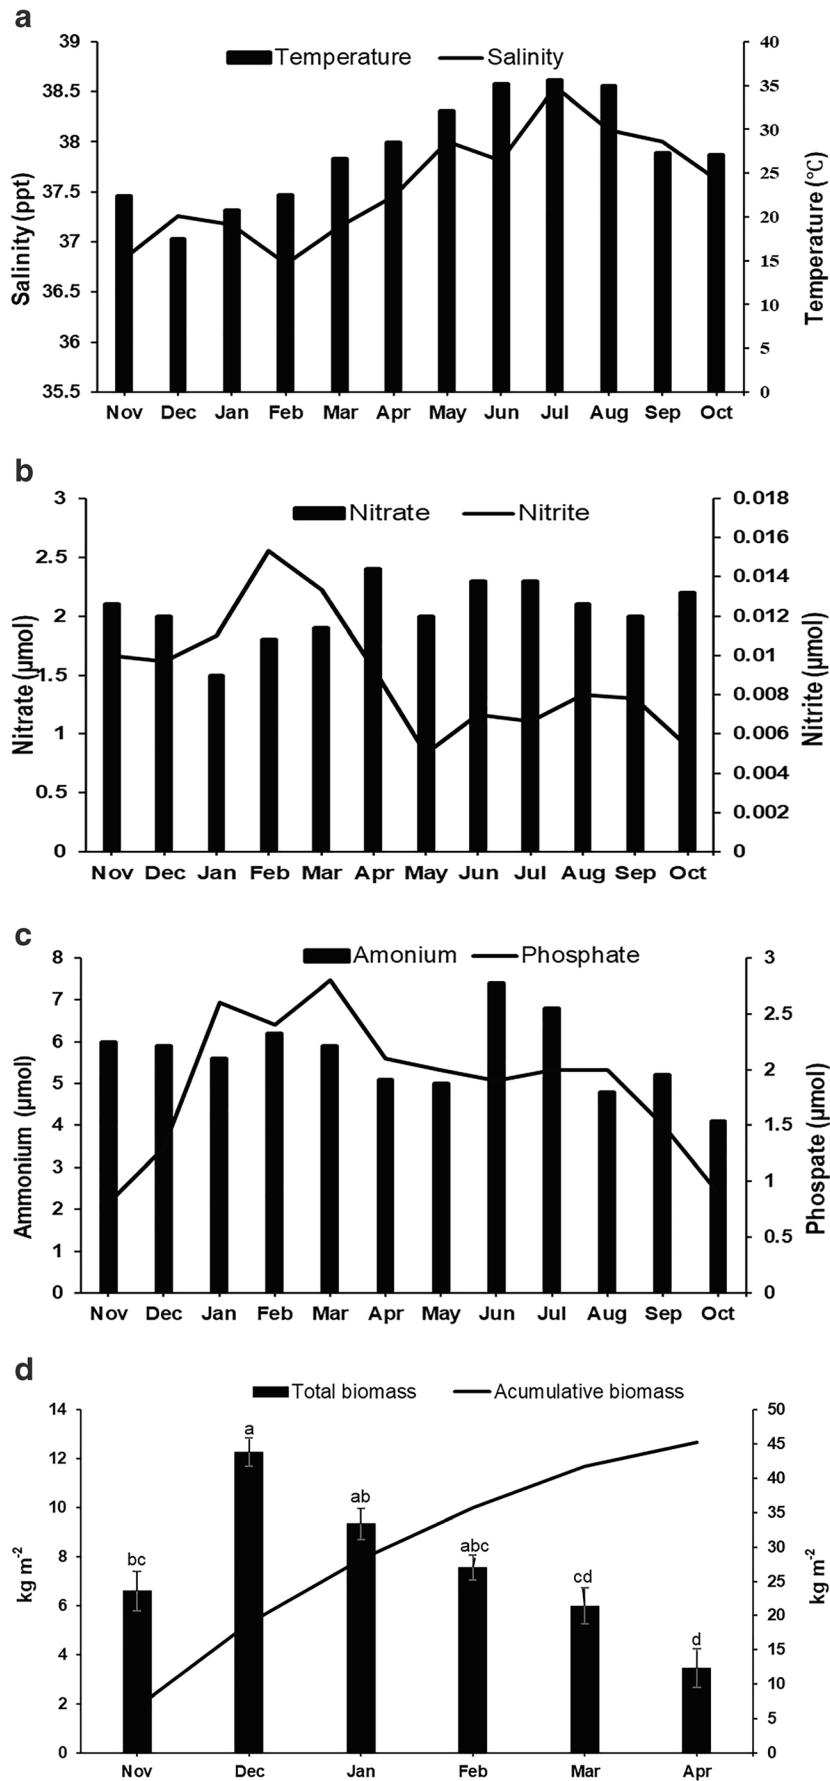 a
Temperature Salinity
39
38.5
38
37.5
37
36.5
36
35.5
Salinity (ppt)
40
35
30
25
20
15
10
5
0
Temperature (°C)
Nov Dec Jan Feb Mar Apr May Jun Jul Aug Sep Oct
b
Nitrate Nitrite
3
2.5
2
1.5
1
0.5
0
Nitrate (µmol)
0.018
0.016
0.014
0.012
0.01
0.008
0.006
0.004
0.002
0
Nitrite (µmol)
Nov Dec Jan Feb Mar Apr May Jun Jul Aug Sep Oct
c
Amonium Phosphate
8
7
6
5
4
3
2
1
0
Ammonium (µmol)
3
2.5
2
1.5
1
0.5
0
Phospate (µmol)
Nov Dec Jan Feb Mar Apr May Jun Jul Aug Sep Oct
d
Total biomass Acumulative biomass
14
12
10
8
6
4
2
0
kg m-2
bc
a
ab
abc
cd
d
50
45
40
35
30
25
20
15
10
5
0
kg m-2
Nov Dec Jan Feb Mar Apr